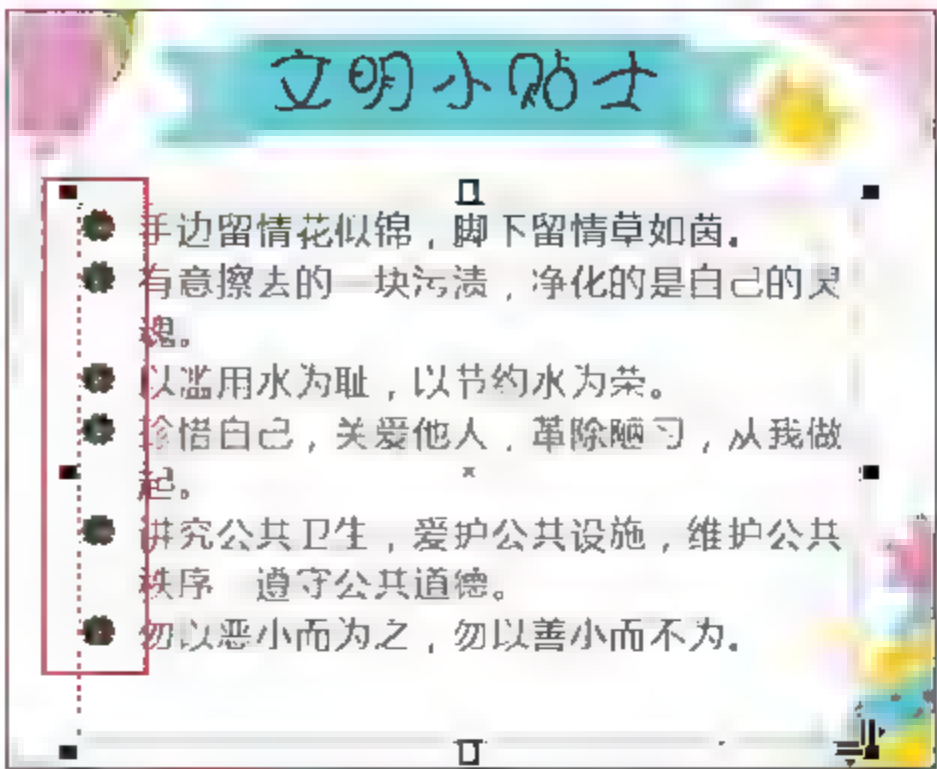 文明小贴士
手边留情花似锦，脚下留情草如茵。
有意擦去的一块污渍，净化的是自己的灵
魂。
以滥用水为耻，以节约水为荣。
珍惜自己，关爱他人，革除陋习，从我做
起。
讲究公共卫生，爱护公共设施，维护公共
秩序 遵守公共道德。
勿以恶小而为之，勿以善小而不为。